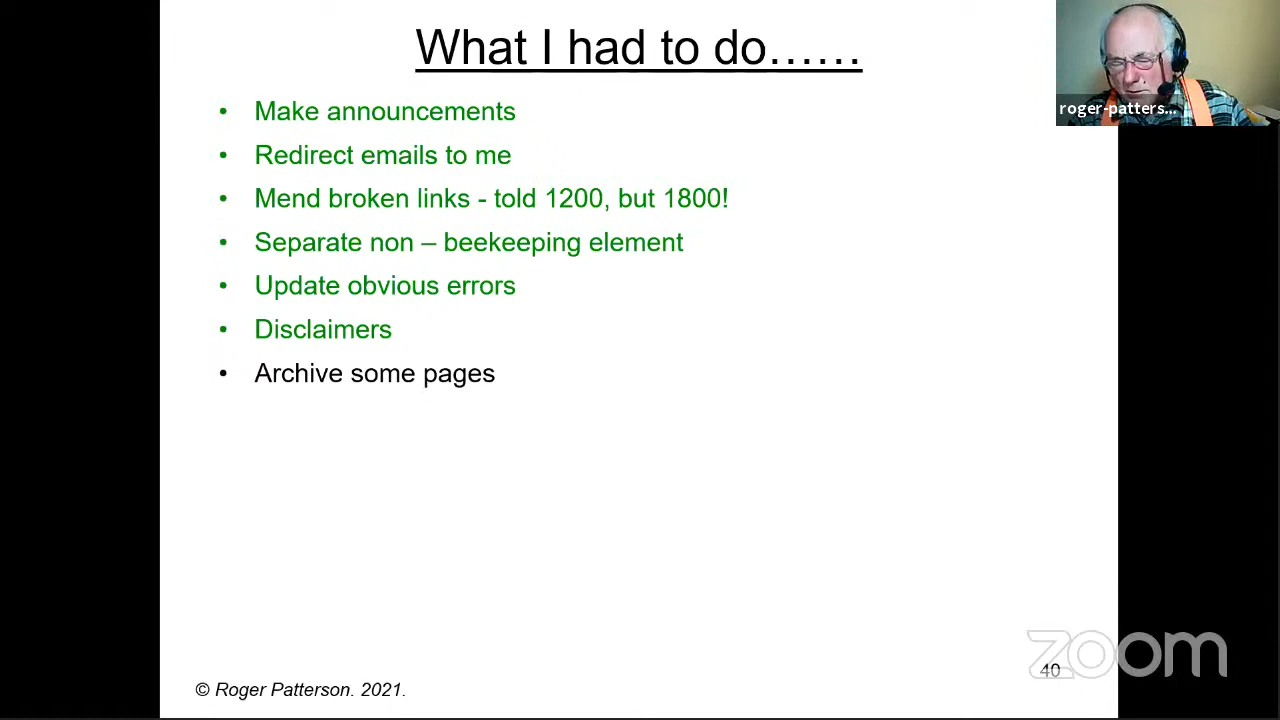 What I had to do……
roger-patters...
• Make announcements
• Redirect emails to me
• Mend broken links - told 1200, but 1800!
• Separate non – beekeeping element
• Update obvious errors
• Disclaimers
• Archive some pages
zoom
40
© Roger Patterson. 2021.